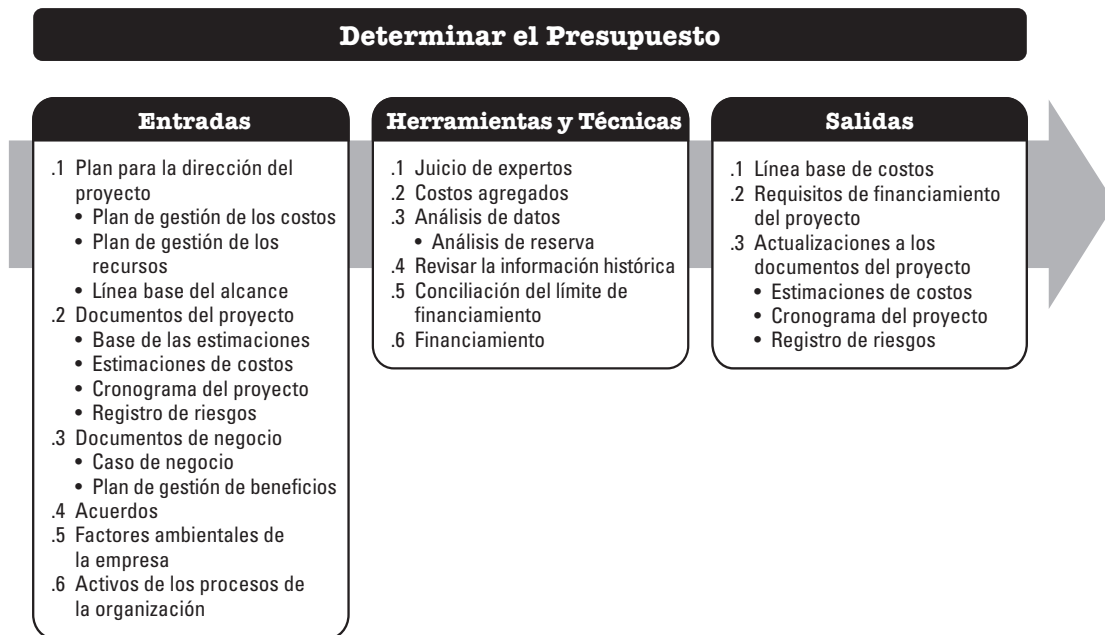 Determinar el Presupuesto
Entradas
.1 Plan para la dirección del
proyecto
• Plan de gestión de los costos
• Plan de gestión de los
recursos
• Línea base del alcance
.2 Documentos del proyecto
• Base de las estimaciones
• Estimaciones de costos
• Cronograma del proyecto
• Registro de riesgos
.3 Documentos de negocio
• Caso de negocio
• Plan de gestión de beneficios
.4 Acuerdos
.5 Factores ambientales de
la empresa
.6 Activos de los procesos de
la organización
Herramientas y Técnicas
.1 Juicio de expertos
.2 Costos agregados
.3 Análisis de datos
• Análisis de reserva
.4 Revisar la información histórica
.5 Conciliación del límite de
financiamiento
.6 Financiamiento
Salidas
.1 Línea base de costos
.2 Requisitos de financiamiento
del proyecto
.3 Actualizaciones a los
documentos del proyecto
• Estimaciones de costos
• Cronograma del proyecto
• Registro de riesgos